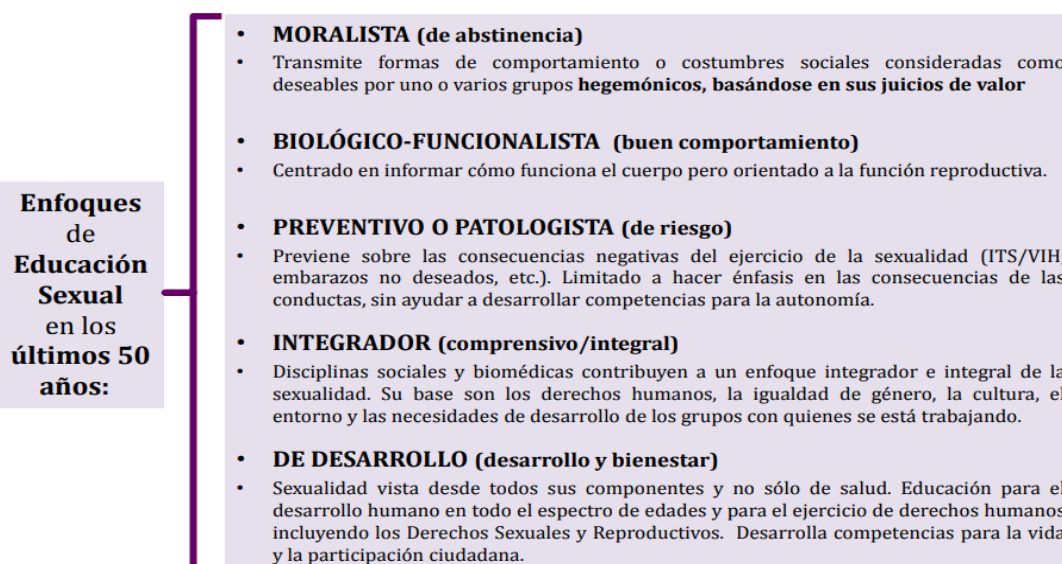 Enfoques
de
Educación
Sexual
en los
últimos 50
años:
• MORALISTA (de abstinencia)
• Transmite formas de comportamiento o costumbres sociales consideradas como
deseables por uno o varios grupos hegemónicos, basándose en sus juicios de valor
• BIOLÓGICO-FUNCIONALISTA (buen comportamiento)
• Centrado en informar cómo funciona el cuerpo pero orientado a la función reproductiva.
• PREVENTIVO O PATOLOGISTA (de riesgo)
• Previene sobre las consecuencias negativas del ejercicio de la sexualidad (ITS/VIH,
embarazos no deseados, etc.). Limitado a hacer énfasis en las consecuencias de las
conductas, sin ayudar a desarrollar competencias para la autonomía.
• INTEGRADOR (comprensivo/integral)
• Disciplinas sociales y biomédicas contribuyen a un enfoque integrador e integral de la
sexualidad. Su base son los derechos humanos, la igualdad de género, la cultura, el
entorno y las necesidades de desarrollo de los grupos con quienes se está trabajando.
• DE DESARROLLO (desarrollo y bienestar)
• Sexualidad vista desde todos sus componentes y no sólo de salud. Educación para el
desarrollo humano en todo el espectro de edades y para el ejercicio de derechos humanos
incluyendo los Derechos Sexuales y Reproductivos. Desarrolla competencias para la vida
y la participación ciudadana.